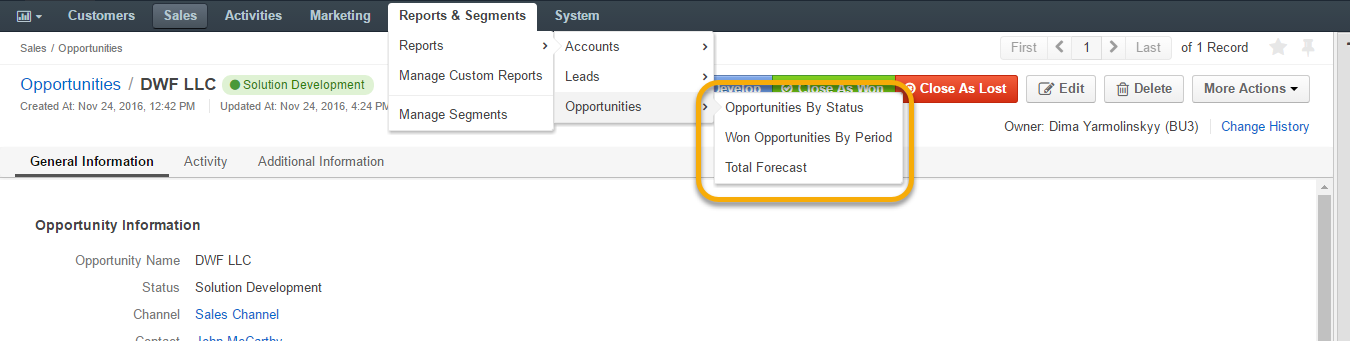 Customers Sales Activities Marketing Reports & Segments System
Sales / Opportunities
Reports
Manage Custom Reports
Manage Segments
Accounts
Leads
Opportunities
Opportunities By Status
Won Opportunities By Period
Total Forecast
First 1 Last of 1 Record
Opportunities / DWF LLC Solution Development
Close As Won Close As Lost Edit Delete More Actions
Created At: Nov 24, 2016, 12:42 PM Updated At: Nov 24, 2016, 4:24 PM
Owner: Dima Yarmolinskyy (BU3) Change History
General Information Activity Additional Information
Opportunity Information
Opportunity Name DWF LLC
Status Solution Development
Channel Sales Channel
Contact John McCarthy